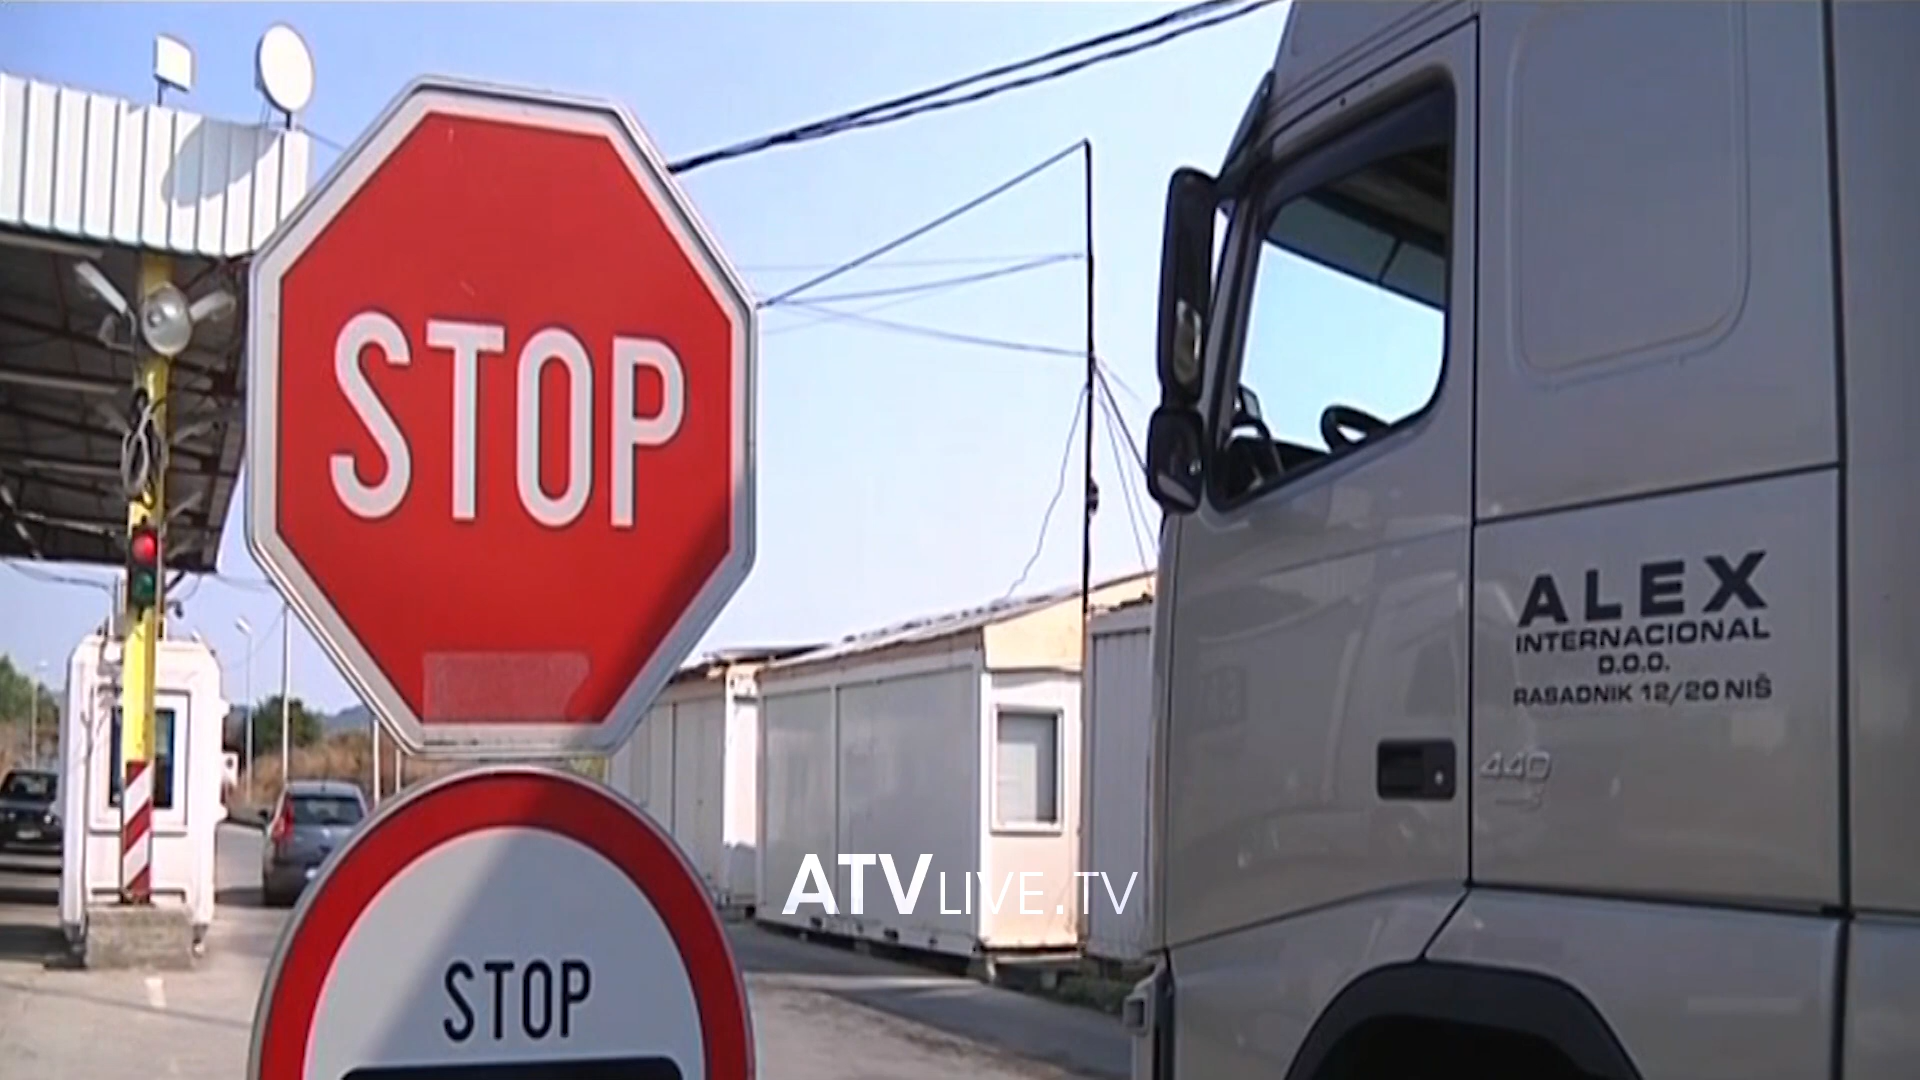 STOP
STOP
ALEX
INTERNACIONAL
D.O.O.
RASADNIK 12/20 NIŠ
440
ATVLIVE.TV